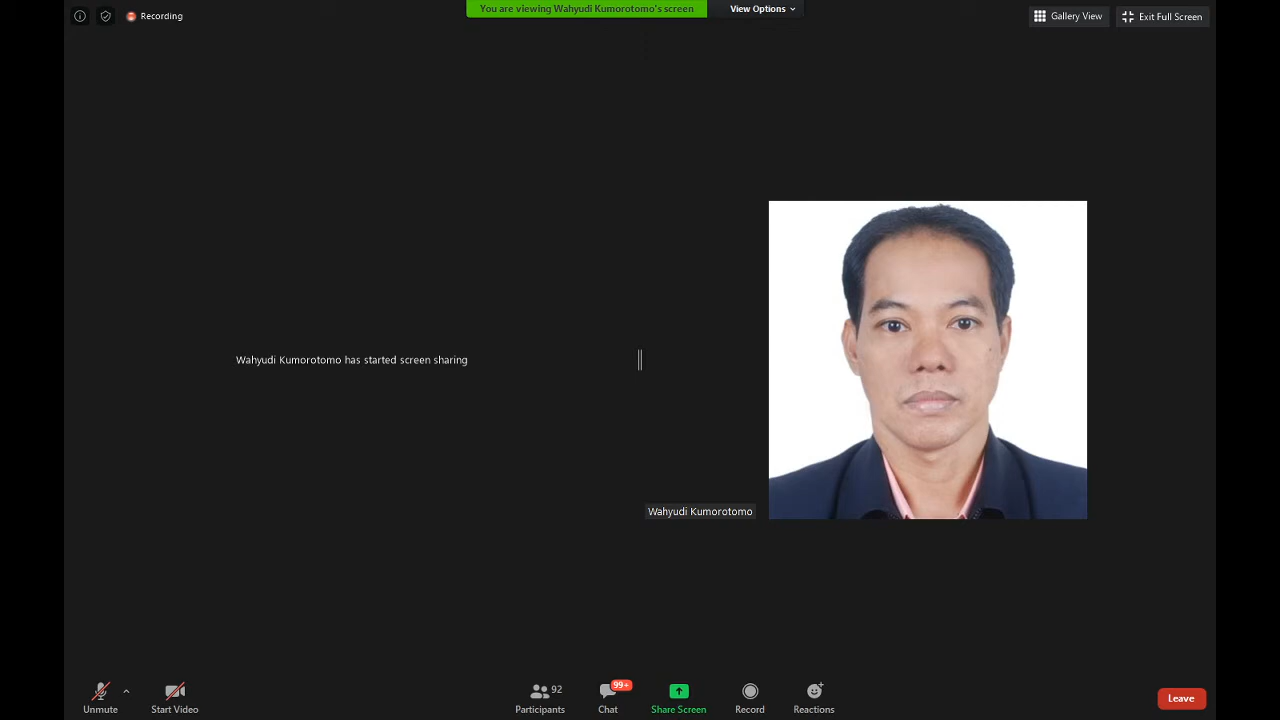 Recording
You are viewing Wahyudi Kumorotomo's screen
View Options
Gallery View
Exit Full Screen
Wahyudi Kumorotomo has started screen sharing
Wahyudi Kumorotomo
92
99+
Unmute
Start Video
Participants
Chat
Share Screen
Record
Reactions
Leave